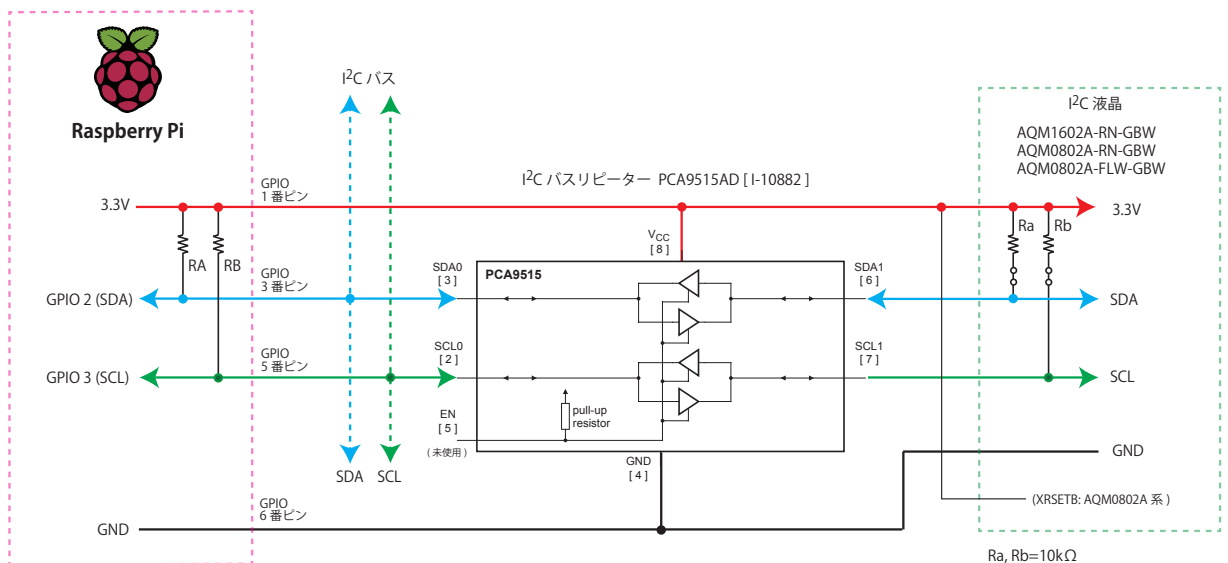 Raspberry Pi
I²C バス
I²C 液晶
AQM1602A-RN-GBW
AQM0802A-RN-GBW
AQM0802A-FLW-GBW
I²C バスリピーター PCA9515AD [ I-10882 ]
GPIO
1 番ピン
3.3V
3.3V
RA
RB
Ra
Rb
VCC
[ 8 ]
GPIO
3 番ピン
SDA0
[ 3 ]
PCA9515
SDA1
[ 6 ]
GPIO 2 (SDA)
SDA
GPIO
5 番ピン
SCL0
[ 2 ]
SCL1
[ 7 ]
GPIO 3 (SCL)
SCL
EN
[ 5 ]
( 未使用 )
pull-up
resistor
GND
[ 4 ]
GND
SDA
SCL
GPIO
6 番ピン
GND
(XRSETB: AQM0802A 系 )
Ra, Rb=10kΩ